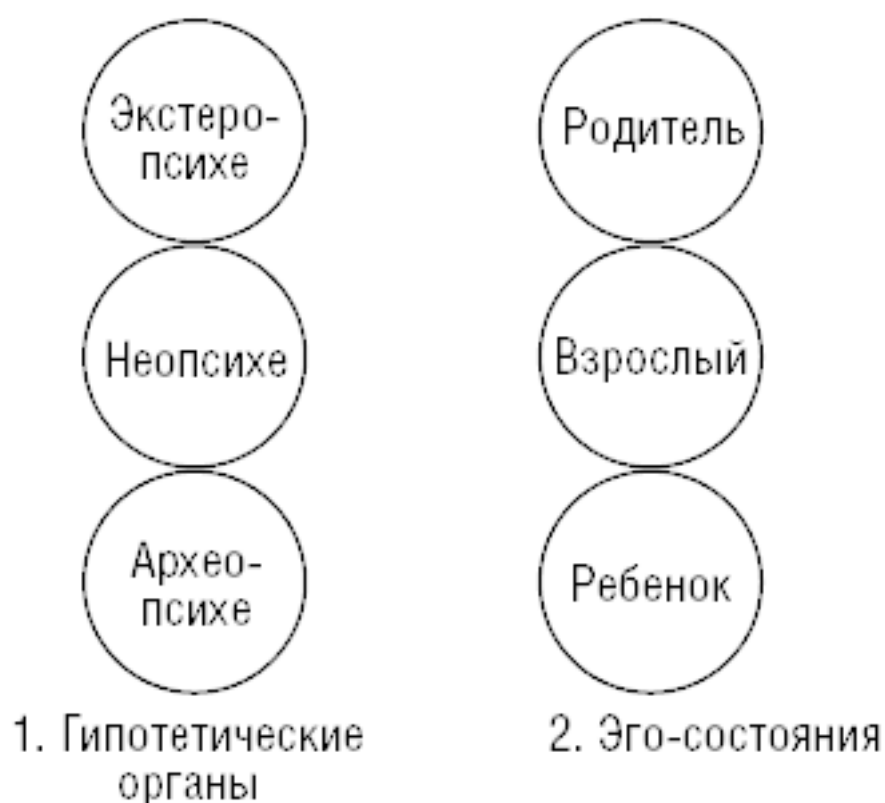 Экстеро-
психе
Неопсихе
Архео-
психе
1. Гипотетические
органы
Родитель
Взрослый
Ребенок
2. Эго-состояния